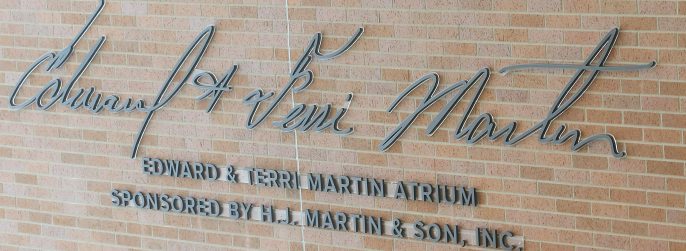 Edward & Terri Martin
EDWARD & TERRI MARTIN ATRIUM
SPONSORED BY H.J. MARTIN & SON, INC.